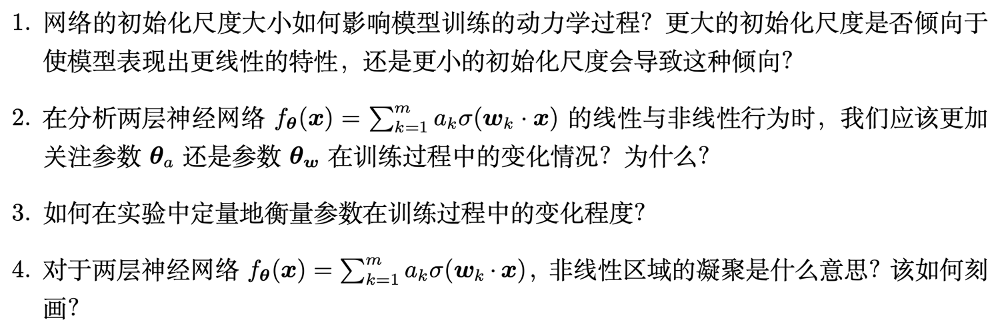 1. 网络的初始化尺度大小如何影响模型训练的动力学过程？更大的初始化尺度是否倾向于
使模型表现出更线性的特性，还是更小的初始化尺度会导致这种倾向？
2. 在分析两层神经网络 $f_{\boldsymbol{\theta}}(\boldsymbol{x}) = \sum_{k=1}^{m} a_k \sigma(\boldsymbol{w}_k \cdot \boldsymbol{x})$ 的线性与非线性行为时，我们应该更加
关注参数 $\boldsymbol{\theta}_a$ 还是参数 $\boldsymbol{\theta}_{\boldsymbol{w}}$ 在训练过程中的变化情况？为什么？
3. 如何在实验中定量地衡量参数在训练过程中的变化程度？
4. 对于两层神经网络 $f_{\boldsymbol{\theta}}(\boldsymbol{x}) = \sum_{k=1}^{m} a_k \sigma(\boldsymbol{w}_k \cdot \boldsymbol{x})$，非线性区域的凝聚是什么意思？该如何刻
画？